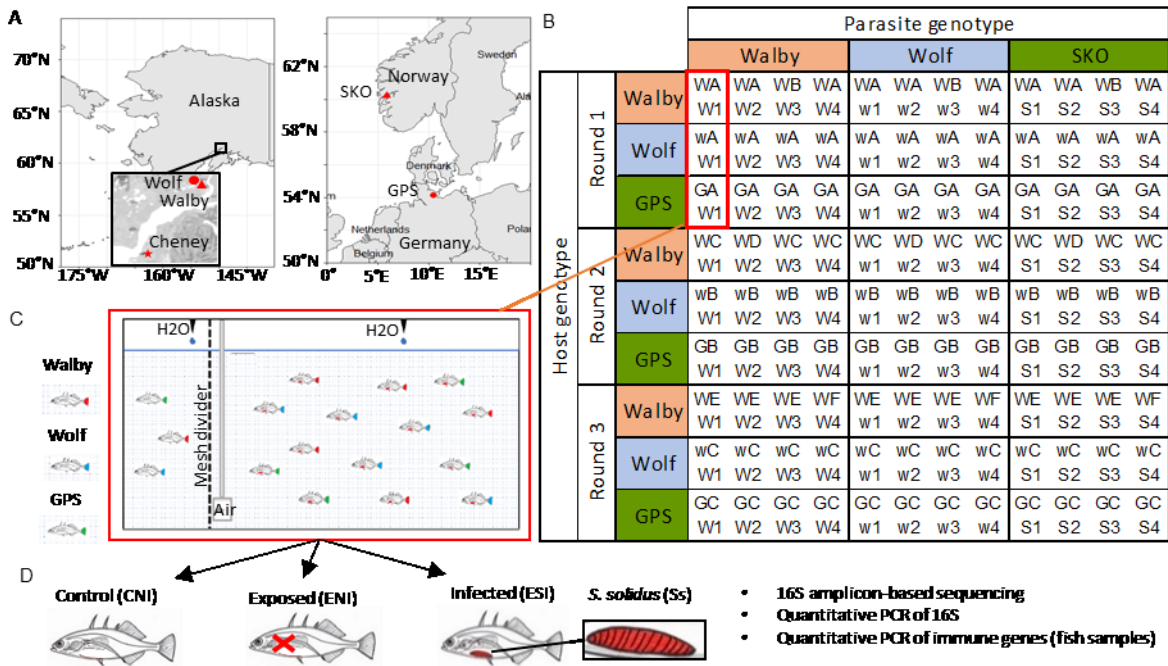 A
70°N
65°N
60°N
55°N
50°N
175°W 160°W 145°W
Alaska
Wolf
Walby
Cheney
62°N
58°N
54°N
50°N
5°E 10°E 15°E
Norway
Sweden
SKO
Denmark
GPS
Netherlands
Belgium
Germany
B
Parasite genotype
Walby Wolf SKO
Host genotype
Round 1
Walby
WA WA WB WA WA WA WB WA WA WA WB WA
W1 W2 W3 W4 w1 w2 w3 w4 S1 S2 S3 S4
Wolf
wA wA wA wA wA wA wA wA wA wA wA wA
W1 W2 W3 W4 w1 w2 w3 w4 S1 S2 S3 S4
GPS
GA GA GA GA GA GA GA GA GA GA GA GA
W1 W2 W3 W4 w1 w2 w3 w4 S1 S2 S3 S4
Round 2
Walby
WC WD WC WC WC WD WC WC WC WD WC WC
W1 W2 W3 W4 w1 w2 w3 w4 S1 S2 S3 S4
Wolf
wB wB wB wB wB wB wB wB wB wB wB wB
W1 W2 W3 W4 w1 w2 w3 w4 S1 S2 S3 S4
GPS
GB GB GB GB GB GB GB GB GB GB GB GB
W1 W2 W3 W4 w1 w2 w3 w4 S1 S2 S3 S4
Round 3
Walby
WE WE WE WF WE WE WE WF WE WE WE WF
W1 W2 W3 W4 w1 w2 w3 w4 S1 S2 S3 S4
Wolf
wC wC wC wC wC wC wC wC wC wC wC wC
W1 W2 W3 W4 w1 w2 w3 w4 S1 S2 S3 S4
GPS
GC GC GC GC GC GC GC GC GC GC GC GC
W1 W2 W3 W4 w1 w2 w3 w4 S1 S2 S3 S4
C
Walby
Wolf
GPS
H2O H2O
Mesh divider
Air
D
Control (CNI) Exposed (ENI) Infected (ESI) S. solidus (Ss)
• 16S amplicon-based sequencing
• Quantitative PCR of 16S
• Quantitative PCR of immune genes (fish samples)